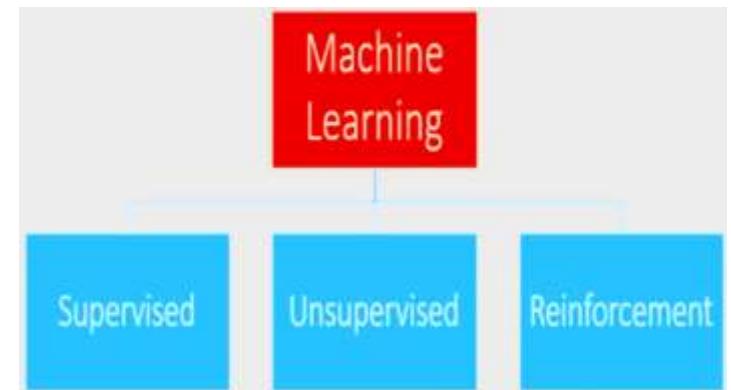 Machine
Learning
Supervised
Unsupervised
Reinforcement